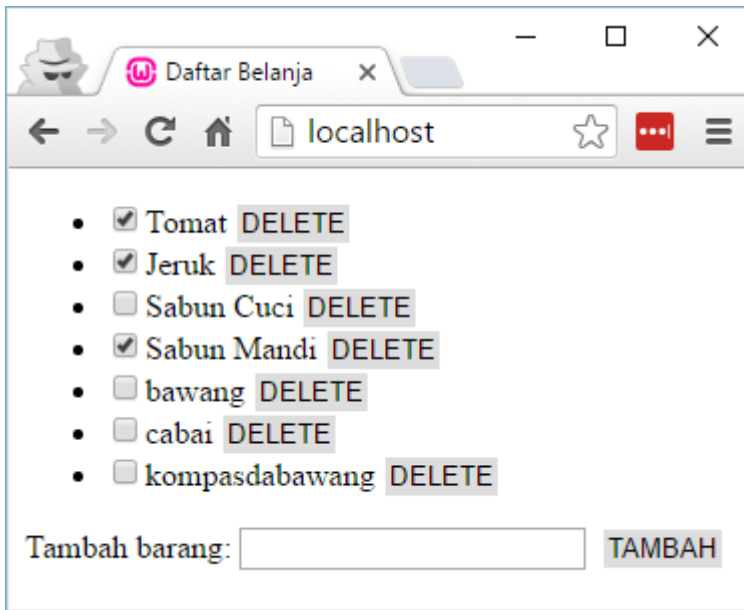 Daftar Belanja
localhost
Tomat DELETE
Jeruk DELETE
Sabun Cuci DELETE
Sabun Mandi DELETE
bawang DELETE
cabai DELETE
kompasdabawang DELETE
Tambah barang: TAMBAH